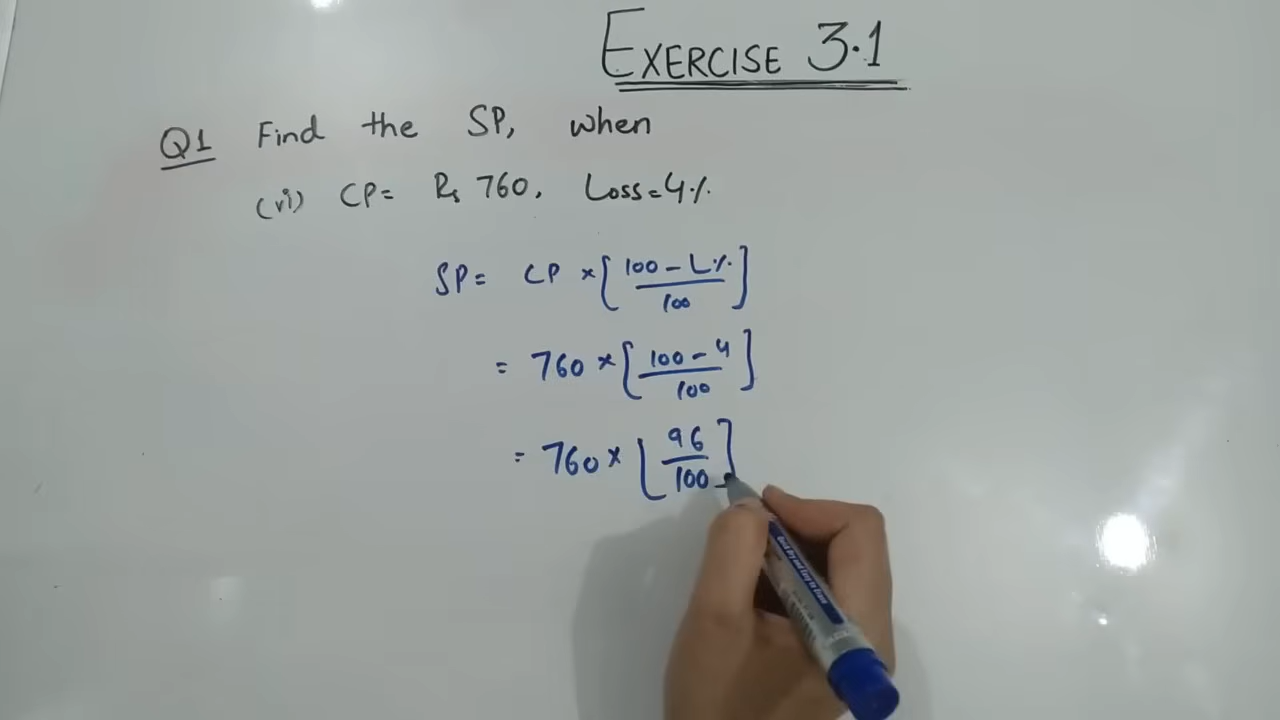 EXERCISE 3.1
Q1 Find the SP, when
(vi) CP= Rs 760, Loss=4%
SP= CP × [100 - L% / 100]
= 760 × [100 - 4 / 100]
= 760 × [96 / 100]